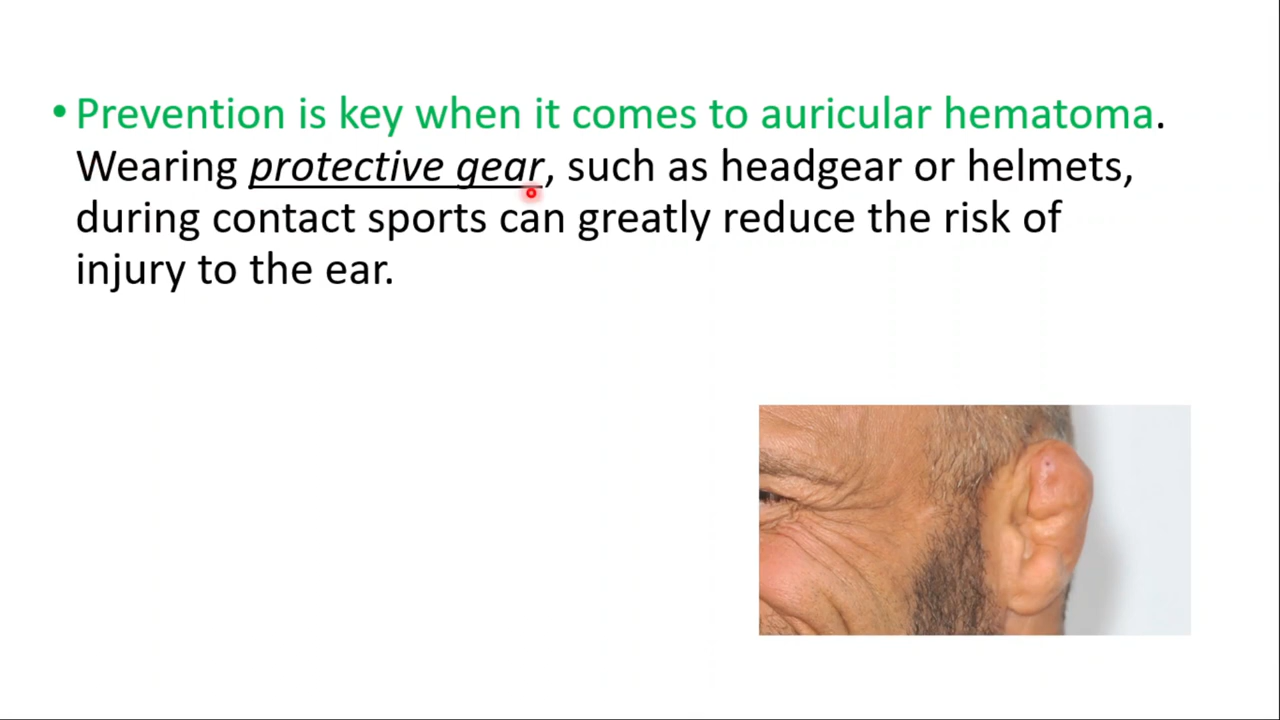 • Prevention is key when it comes to auricular hematoma.
Wearing protective gear, such as headgear or helmets,
during contact sports can greatly reduce the risk of
injury to the ear.